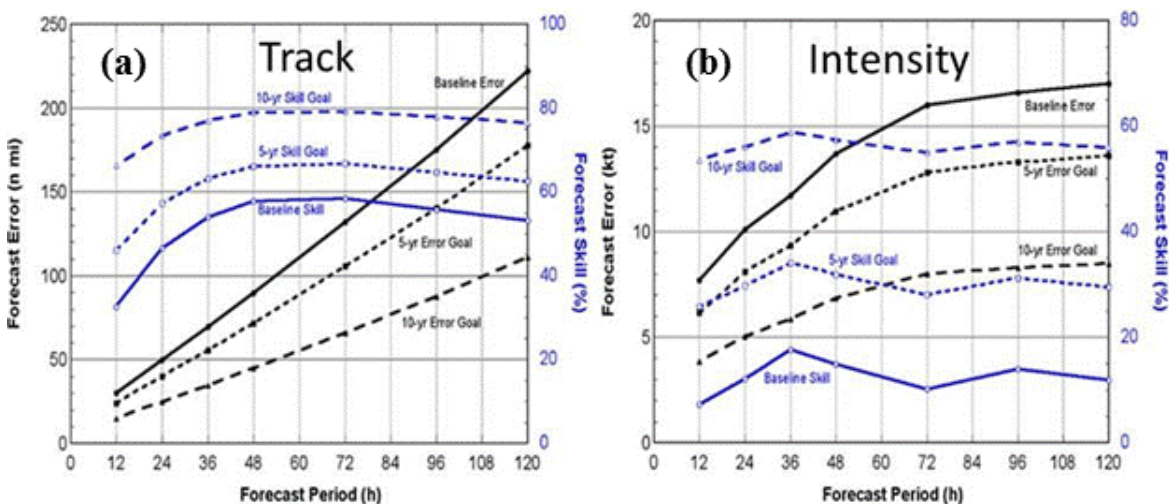 (a) Track
Forecast Error (n mi)
250
200
150
100
50
0
0 12 24 36 48 60 72 84 96 108 120
Forecast Period (h)
100
80
60
40
20
0
Forecast Skill (%)
Baseline Error
10-yr Skill Goal
5-yr Skill Goal
Baseline Skill
5-yr Error Goal
10-yr Error Goal
(b) Intensity
Forecast Error (kt)
20
15
10
5
0
0 12 24 36 48 60 72 84 96 108 120
Forecast Period (h)
80
60
40
20
0
Forecast Skill (%)
Baseline Error
10-yr Skill Goal
5-yr Error Goal
5-yr Skill Goal
10-yr Error Goal
Baseline Skill